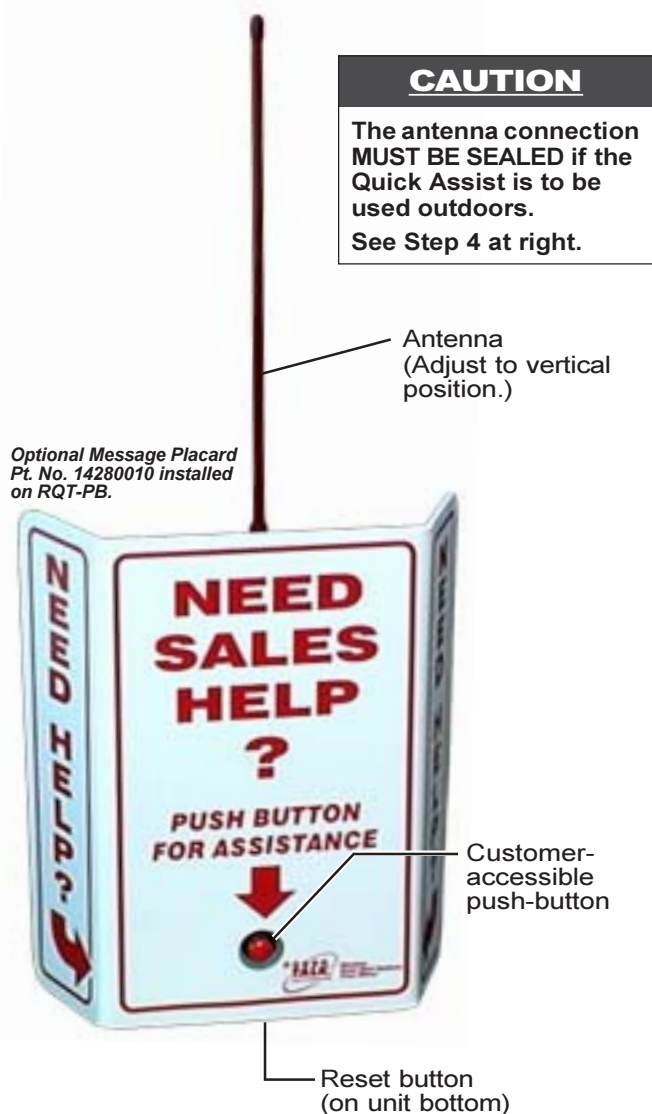 CAUTION
The antenna connection
MUST BE SEALED if the
Quick Assist is to be
used outdoors.
See Step 4 at right.
Antenna
(Adjust to vertical
position.)
Optional Message Placard
Pt. No. 14280010 installed
on RQT-PB.
NEED HELP?
NEED
SALES
HELP
?
PUSH BUTTON
FOR ASSISTANCE
Customer-
accessible
push-button
Reset button
(on unit bottom)